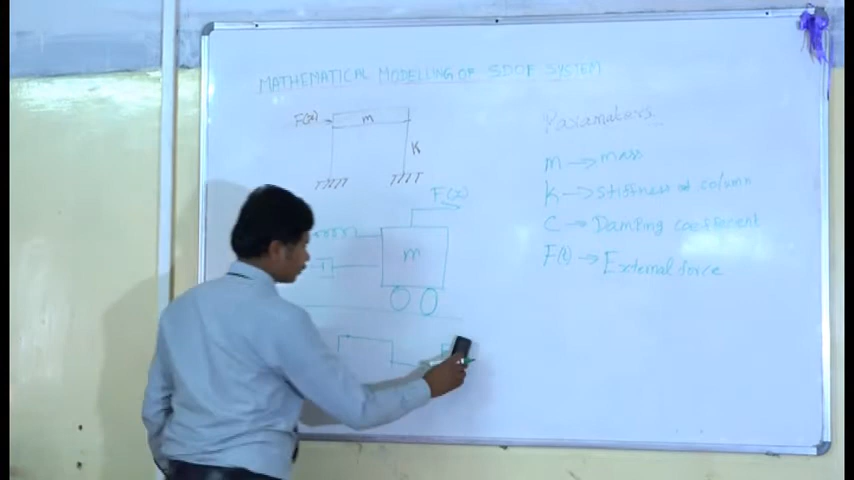 MATHEMATICAL MODELLING OF SDOF SYSTEM
F(x) m
K
F(x)
m
Parameters
m → mass
k → stiffness of column
C → Damping coefficient
F(t) → External force